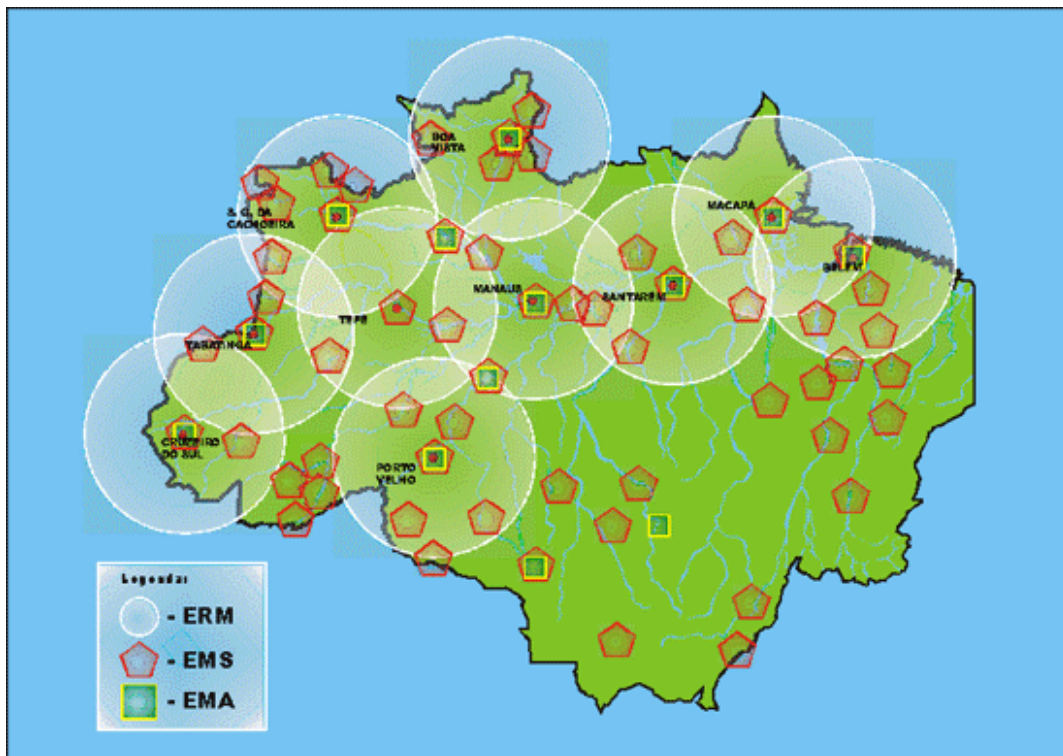 BOA
VISTA
S. G. DA
CACHOEIRA
MACAPÁ
BELÉM
MANAUS
SANTARÉM
TEFÉ
TABATINGA
CRUZEIRO
DO SUL
PORTO
VELHO
Legenda:
- ERM
- EMS
- EMA